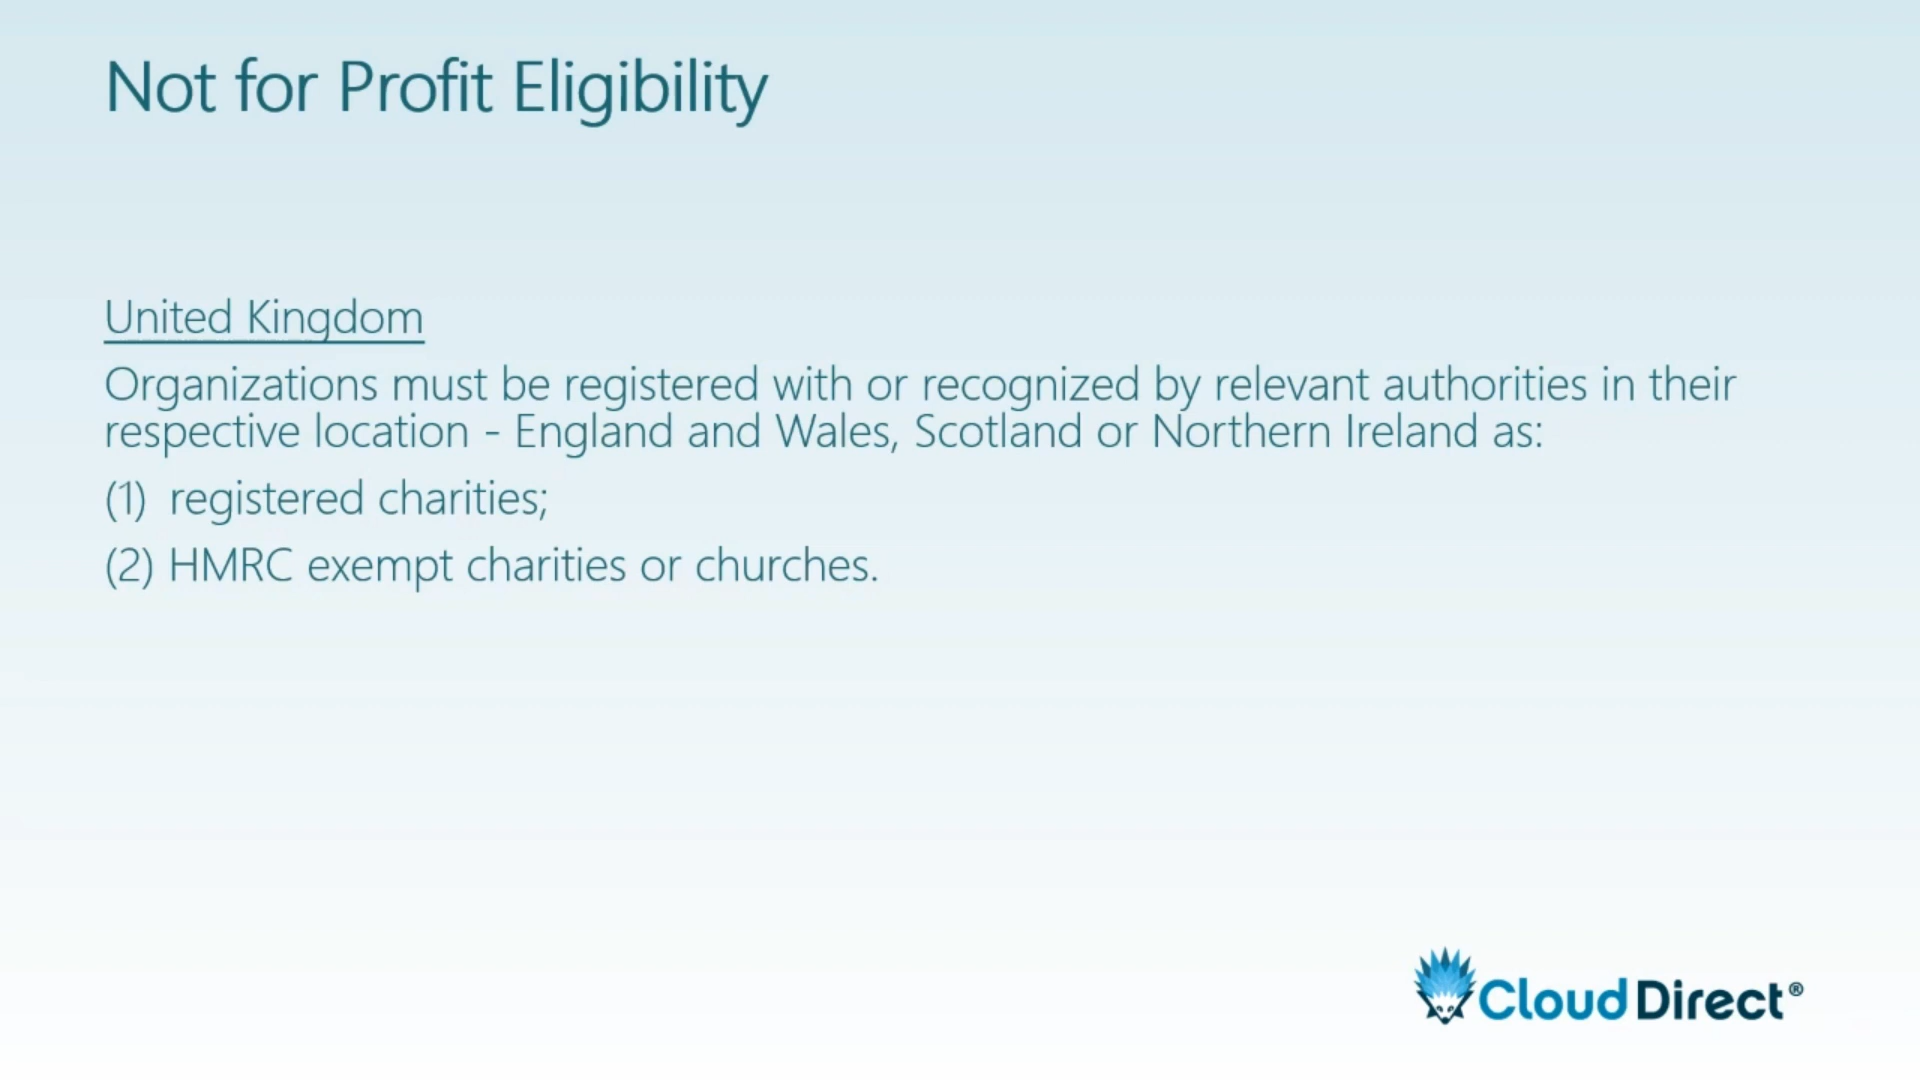 Not for Profit Eligibility
United Kingdom
Organizations must be registered with or recognized by relevant authorities in their
respective location - England and Wales, Scotland or Northern Ireland as:
(1) registered charities;
(2) HMRC exempt charities or churches.
Cloud Direct®